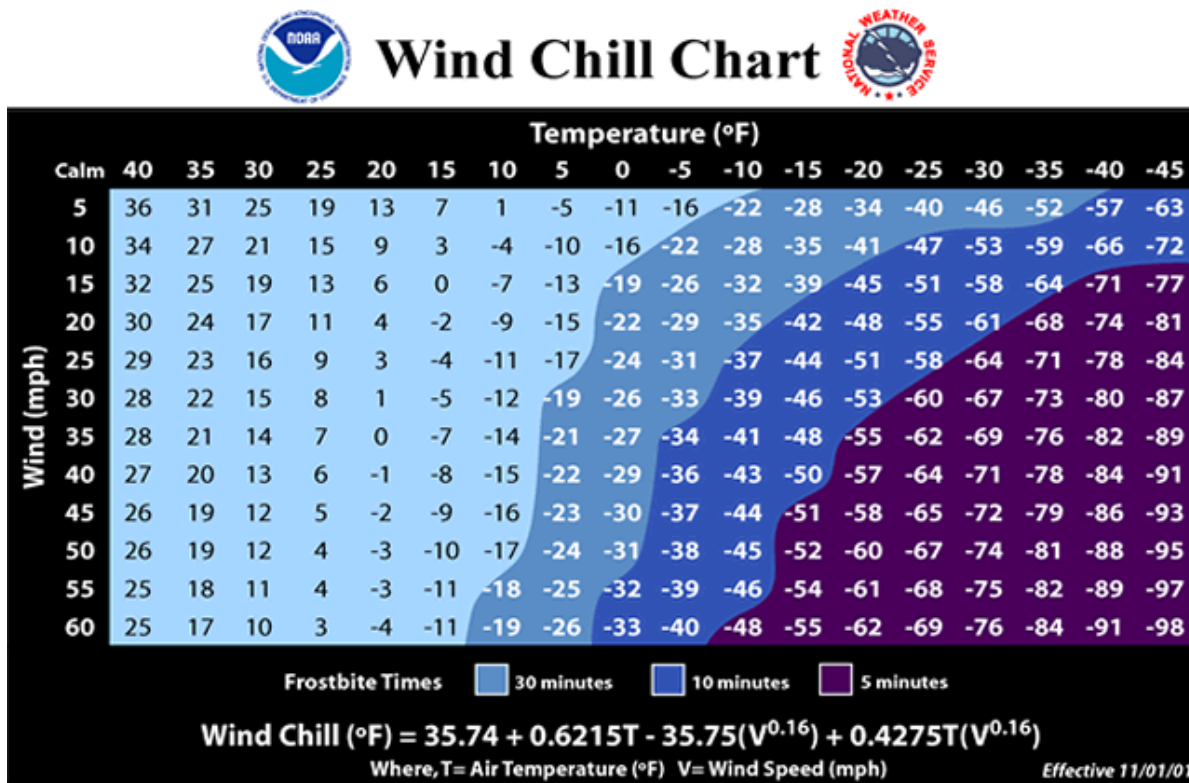 NOAA
NATIONAL OCEANIC AND ATMOSPHERIC ADMINISTRATION
U.S. DEPARTMENT OF COMMERCE
Wind Chill Chart
NATIONAL WEATHER SERVICE
Temperature (ºF)
Calm 40 35 30 25 20 15 10 5 0 -5 -10 -15 -20 -25 -30 -35 -40 -45
Wind (mph)
5 36 31 25 19 13 7 1 -5 -11 -16 -22 -28 -34 -40 -46 -52 -57 -63
10 34 27 21 15 9 3 -4 -10 -16 -22 -28 -35 -41 -47 -53 -59 -66 -72
15 32 25 19 13 6 0 -7 -13 -19 -26 -32 -39 -45 -51 -58 -64 -71 -77
20 30 24 17 11 4 -2 -9 -15 -22 -29 -35 -42 -48 -55 -61 -68 -74 -81
25 29 23 16 9 3 -4 -11 -17 -24 -31 -37 -44 -51 -58 -64 -71 -78 -84
30 28 22 15 8 1 -5 -12 -19 -26 -33 -39 -46 -53 -60 -67 -73 -80 -87
35 28 21 14 7 0 -7 -14 -21 -27 -34 -41 -48 -55 -62 -69 -76 -82 -89
40 27 20 13 6 -1 -8 -15 -22 -29 -36 -43 -50 -57 -64 -71 -78 -84 -91
45 26 19 12 5 -2 -9 -16 -23 -30 -37 -44 -51 -58 -65 -72 -79 -86 -93
50 26 19 12 4 -3 -10 -17 -24 -31 -38 -45 -52 -60 -67 -74 -81 -88 -95
55 25 18 11 4 -3 -11 -18 -25 -32 -39 -46 -54 -61 -68 -75 -82 -89 -97
60 25 17 10 3 -4 -11 -19 -26 -33 -40 -48 -55 -62 -69 -76 -84 -91 -98
Frostbite Times 30 minutes 10 minutes 5 minutes
Wind Chill (ºF) = 35.74 + 0.6215T - 35.75(V^0.16) + 0.4275T(V^0.16)
Where, T= Air Temperature (ºF) V= Wind Speed (mph)
Effective 11/01/01